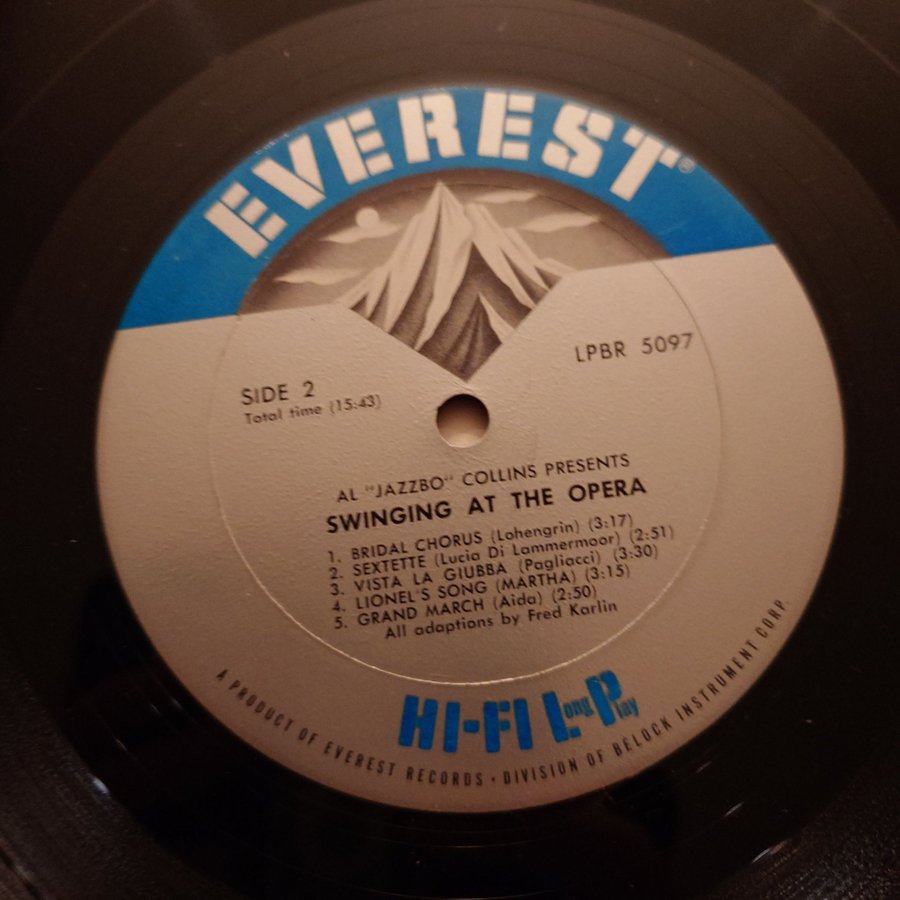 EVEREST®
LPBR 5097
SIDE 2
Total time (15:43)
AL "JAZZBO" COLLINS PRESENTS
SWINGING AT THE OPERA
1. BRIDAL CHORUS (Lohengrin) (3:17)
2. SEXTETTE (Lucia Di Lammermoor) (2:51)
3. VISTA LA GIUBBA (Pagliacci) (3:30)
4. LIONEL'S SONG (MARTHA) (3:15)
5. GRAND MARCH (Aida) (2:50)
All adaptions by Fred Karlin
HI-FI Long Play
A PRODUCT OF EVEREST RECORDS • DIVISION OF BELOCK INSTRUMENT CORP.